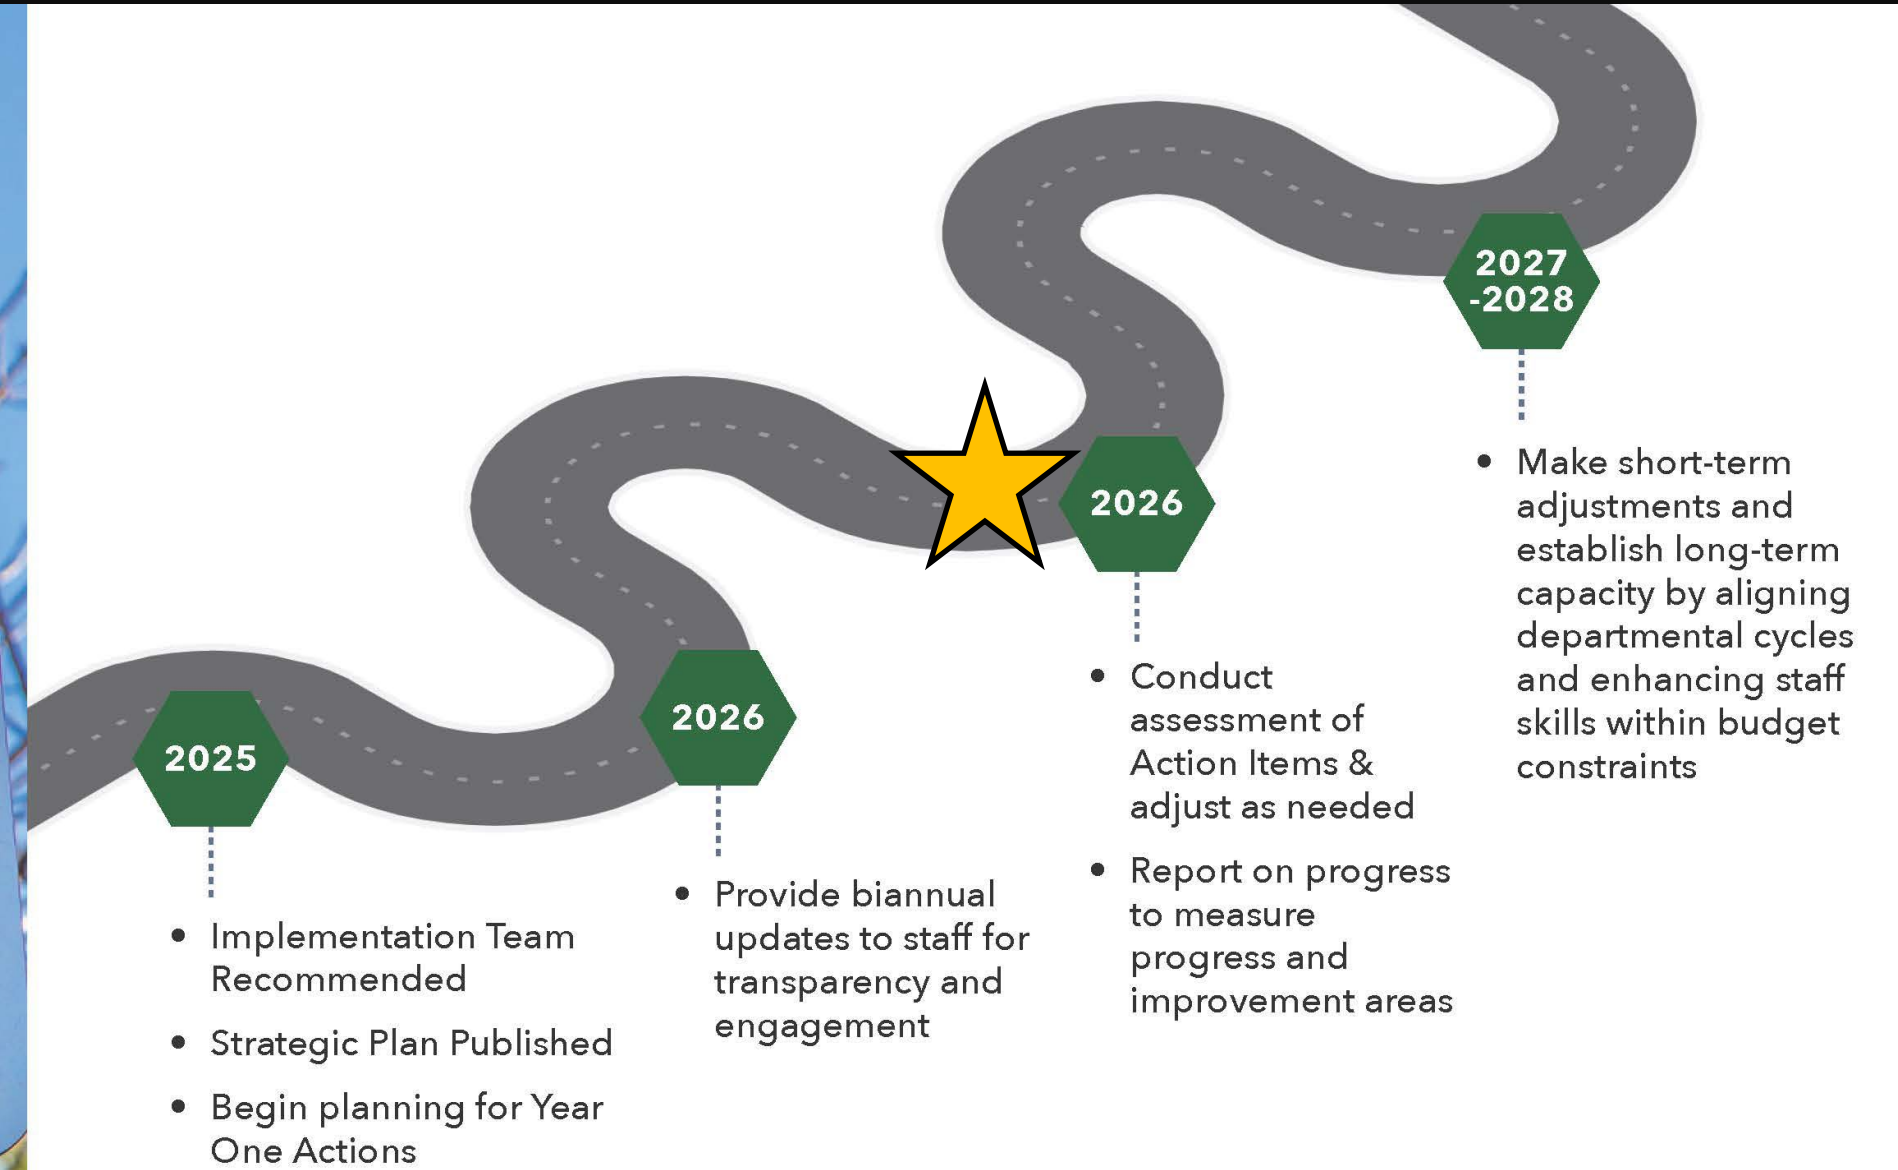 2025
• Implementation Team
Recommended
• Strategic Plan Published
• Begin planning for Year
One Actions
2026
• Provide biannual
updates to staff for
transparency and
engagement
2026
• Conduct
assessment of
Action Items &
adjust as needed
• Report on progress
to measure
progress and
improvement areas
2027
-2028
• Make short-term
adjustments and
establish long-term
capacity by aligning
departmental cycles
and enhancing staff
skills within budget
constraints